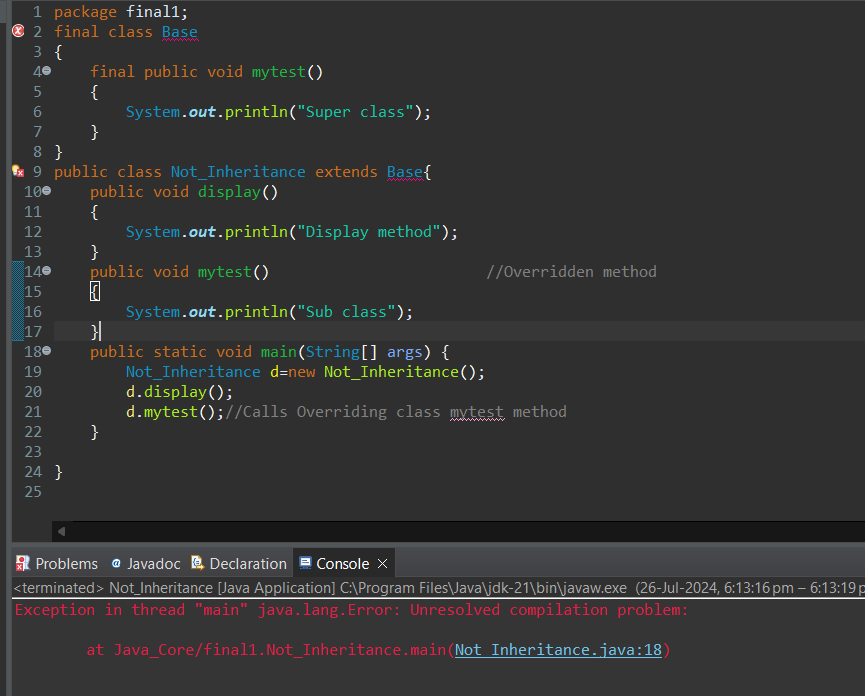 1 package final1;
2 final class Base
3 {
4 final public void mytest()
5 {
6 System.out.println("Super class");
7 }
8 }
9 public class Not_Inheritance extends Base{
10 public void display()
11 {
12 System.out.println("Display method");
13 }
14 public void mytest() //Overridden method
15 {
16 System.out.println("Sub class");
17 }
18 public static void main(String[] args) {
19 Not_Inheritance d=new Not_Inheritance();
20 d.display();
21 d.mytest();//Calls Overriding class mytest method
22 }
23
24 }
25
Problems Javadoc Declaration Console
<terminated> Not_Inheritance [Java Application] C:\Program Files\Java\jdk-21\bin\javaw.exe (26-Jul-2024, 6:13:16 pm – 6:13:19 p
Exception in thread "main" java.lang.Error: Unresolved compilation problem:
at Java_Core/final1.Not_Inheritance.main(Not_Inheritance.java:18)